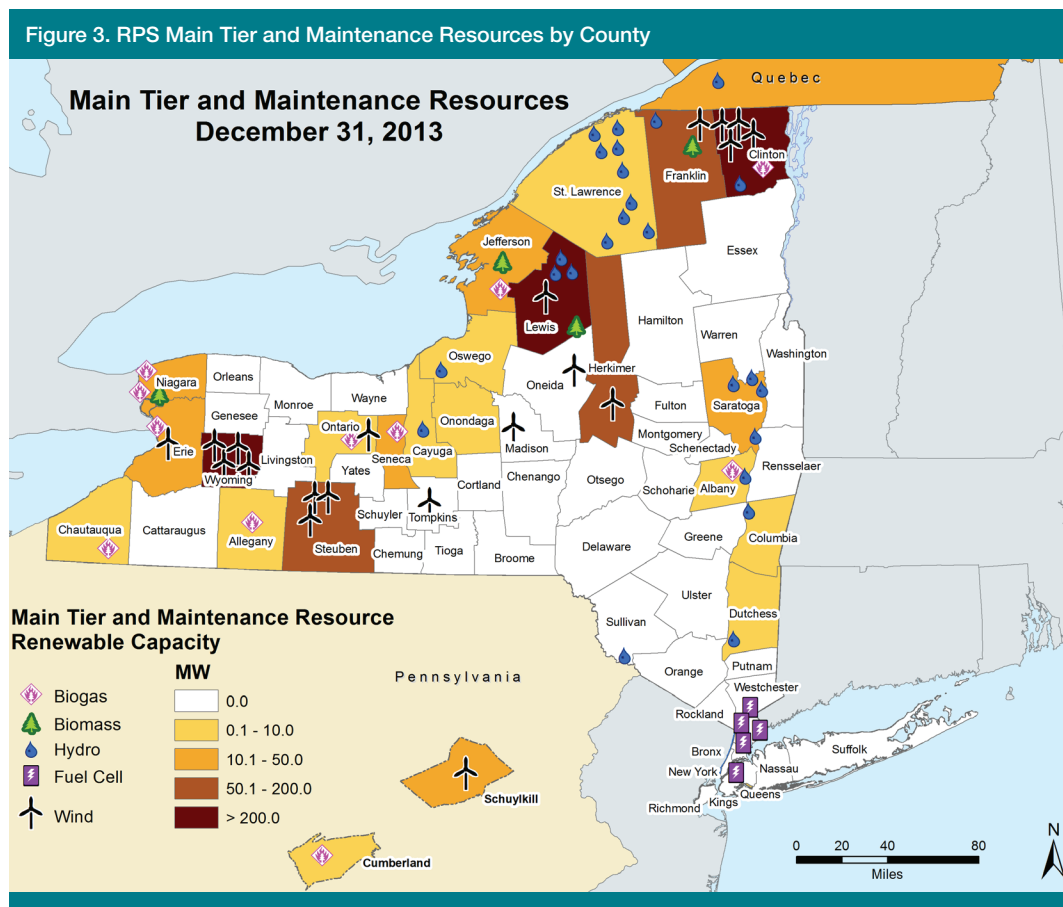 Figure 3. RPS Main Tier and Maintenance Resources by County
Main Tier and Maintenance Resources
December 31, 2013
Quebec
Clinton
Franklin
St. Lawrence
Jefferson
Essex
Lewis
Hamilton
Warren
Washington
Oswego
Herkimer
Oneida
Niagara
Orleans
Wayne
Monroe
Genesee
Fulton
Saratoga
Onondaga
Ontario
Montgomery
Schenectady
Madison
Erie
Seneca
Cayuga
Livingston
Wyoming
Yates
Rensselaer
Chenango
Cortland
Otsego
Schoharie
Albany
Schuyler
Tompkins
Chautauqua
Cattaraugus
Allegany
Steuben
Chemung
Tioga
Broome
Delaware
Greene
Columbia
Ulster
Dutchess
Sullivan
Orange
Putnam
Westchester
Rockland
Bronx
Suffolk
New York
Nassau
Queens
Kings
Richmond
Pennsylvania
Schuylkill
Cumberland
Main Tier and Maintenance Resource
Renewable Capacity
MW
Biogas
Biomass
Hydro
Fuel Cell
Wind
0.0
0.1 - 10.0
10.1 - 50.0
50.1 - 200.0
> 200.0
0 20 40 80
Miles
N